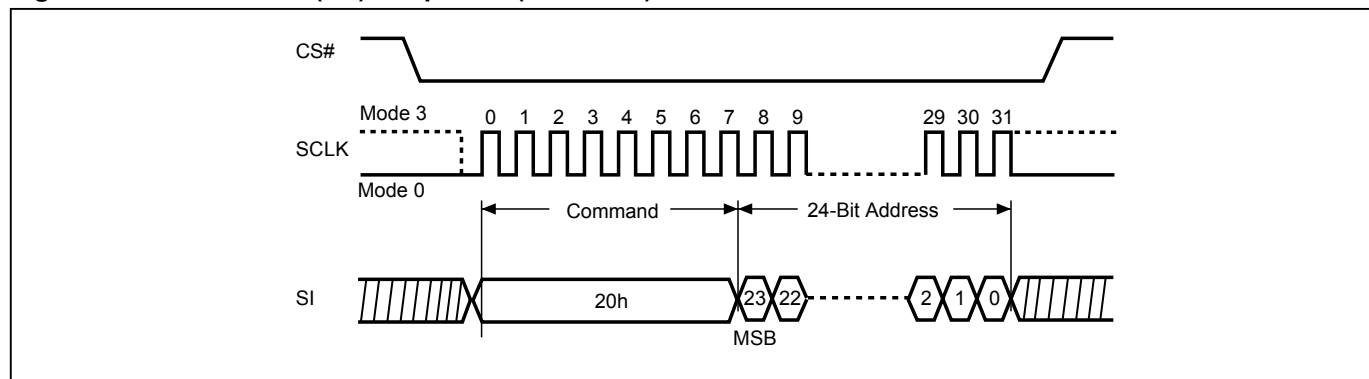 CS#
Mode 3
0 1 2 3 4 5 6 7 8 9 29 30 31
SCLK
Mode 0
Command 24-Bit Address
SI
20h 23 22 2 1 0
MSB